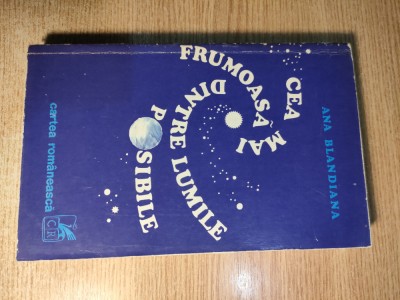 ANA BLANDIANA
CEA MAI FRUMOASĂ
DINTRE LUMILE
POSIBILE
cartea românească
CR